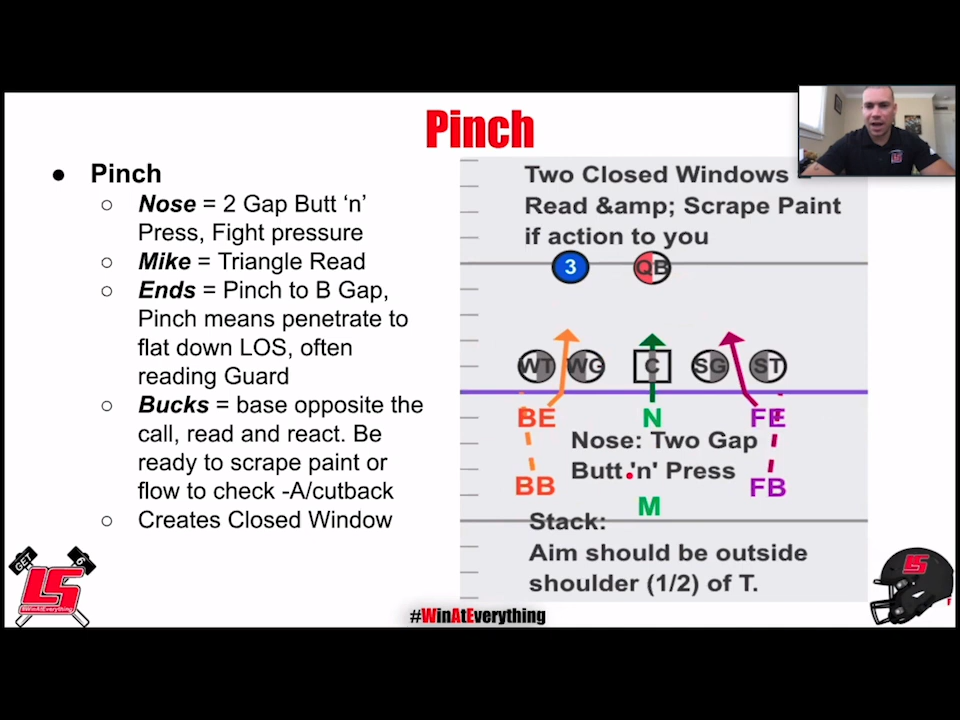 Pinch
● Pinch
○ Nose = 2 Gap Butt ‘n’
Press, Fight pressure
○ Mike = Triangle Read
○ Ends = Pinch to B Gap,
Pinch means penetrate to
flat down LOS, often
reading Guard
○ Bucks = base opposite the
call, read and react. Be
ready to scrape paint or
flow to check -A/cutback
○ Creates Closed Window
Two Closed Windows
Read &amp; Scrape Paint
if action to you
3 QB
WT WG C SG ST
BE N FE
Nose: Two Gap
Butt 'n' Press
BB FB
M
Stack:
Aim should be outside
shoulder (1/2) of T.
GET 6
LS
#WinAtEverything
#WinAtEverything
LS